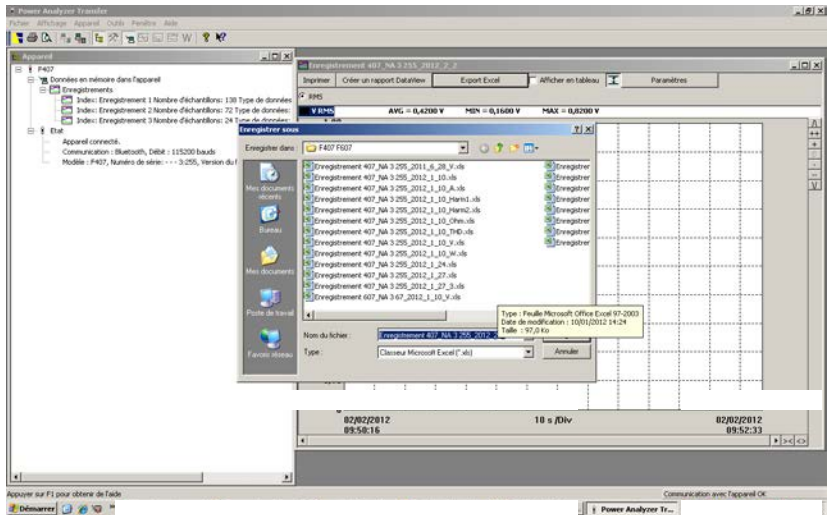 Power Analyzer Transfer
Fichier Affichage Appareil Outils Fenêtre Aide
Appareil
F407
Données en mémoire dans l'appareil
Enregistrements
Index: Enregistrement 1 Nombre d'échantillons: 138 Type de données
Index: Enregistrement 2 Nombre d'échantillons: 72 Type de données:
Index: Enregistrement 3 Nombre d'échantillons: 24 Type de données:
Etat
Appareil connecté.
Communication : Bluetooth, Débit : 115200 bauds
Modèle : F407, Numéro de série: - - - 3:255, Version du f
Enregistrement 407_NA 3 255_2012_2_2
Imprimer Créer un rapport DataView Export Excel Afficher en tableau Paramètres
RMS
V RMS AVG = 0,4200 V MIN = 0,1600 V MAX = 0,8200 V
Enregistrer sous
Enregistrer dans : F407 F607
Mes documents récents
Bureau
Mes documents
Poste de travail
Favoris réseau
Enregistrement 407_NA 3 255_2011_6_28_V.xls
Enregistrement 407_NA 3 255_2012_1_10.xls
Enregistrement 407_NA 3 255_2012_1_10_A.xls
Enregistrement 407_NA 3 255_2012_1_10_Harm1.xls
Enregistrement 407_NA 3 255_2012_1_10_Harm2.xls
Enregistrement 407_NA 3 255_2012_1_10_Ohm.xls
Enregistrement 407_NA 3 255_2012_1_10_THD.xls
Enregistrement 407_NA 3 255_2012_1_10_V.xls
Enregistrement 407_NA 3 255_2012_1_10_W.xls
Enregistrement 407_NA 3 255_2012_1_24.xls
Enregistrement 407_NA 3 255_2012_1_27.xls
Enregistrement 407_NA 3 255_2012_1_27_3.xls
Enregistrement 607_NA 3 67_2012_1_10_V.xls
Enregistrer
Enregistrer
Enregistrer
Enregistrer
Enregistrer
Enregistrer
Enregistrer
Type : Feuille Microsoft Office Excel 97-2003
Date de modification : 10/01/2012 14:24
Taille : 97,0 Ko
Nom du fichier : Enregistrement 407_NA 3 255_2012_2
Type : Classeur Microsoft Excel (*.xls) Annuler
02/02/2012 10 s /Div 02/02/2012
09:50:16 09:52:33
Appuyer sur F1 pour obtenir de l'aide Communication avec l'appareil OK
Démarrer Power Analyzer Tr...